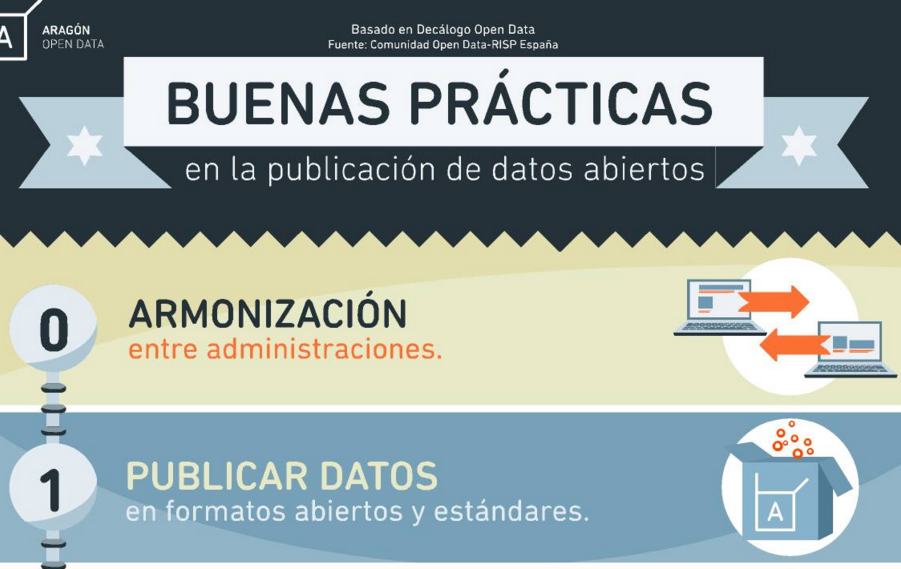 A
ARAGÓN
OPEN DATA
Basado en Decálogo Open Data
Fuente: Comunidad Open Data-RISP España
BUENAS PRÁCTICAS
en la publicación de datos abiertos
0
ARMONIZACIÓN
entre administraciones.
1
PUBLICAR DATOS
en formatos abiertos y estándares.
A